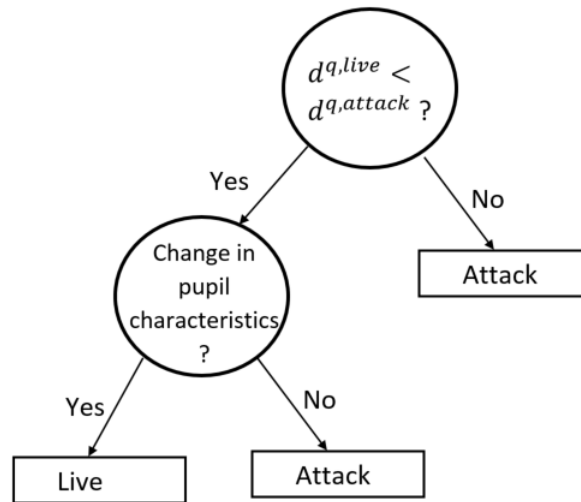 d^{q,live} <
d^{q,attack} ?
Yes
No
Change in
pupil
characteristics
?
Attack
Yes
No
Live
Attack